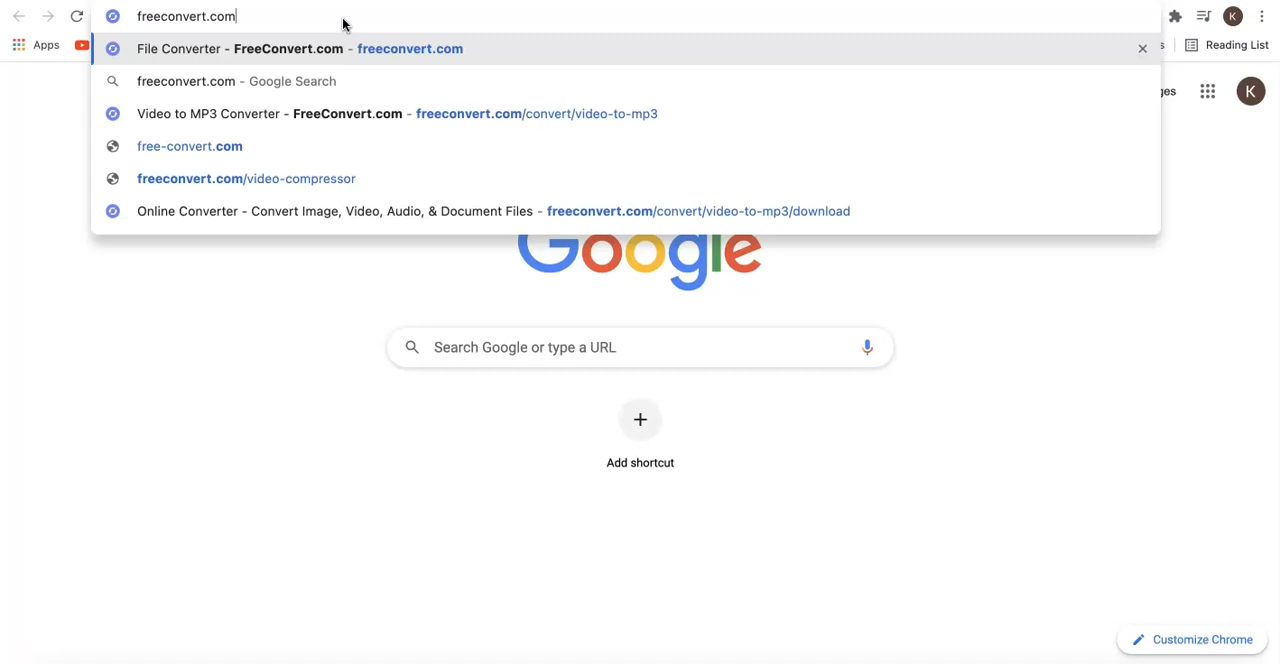 freeconvert.com
K
Apps
s
Reading List
File Converter - FreeConvert.com - freeconvert.com
freeconvert.com - Google Search
Video to MP3 Converter - FreeConvert.com - freeconvert.com/convert/video-to-mp3
ges
K
free-convert.com
freeconvert.com/video-compressor
Online Converter - Convert Image, Video, Audio, & Document Files - freeconvert.com/convert/video-to-mp3/download
Google
Search Google or type a URL
Add shortcut
Customize Chrome